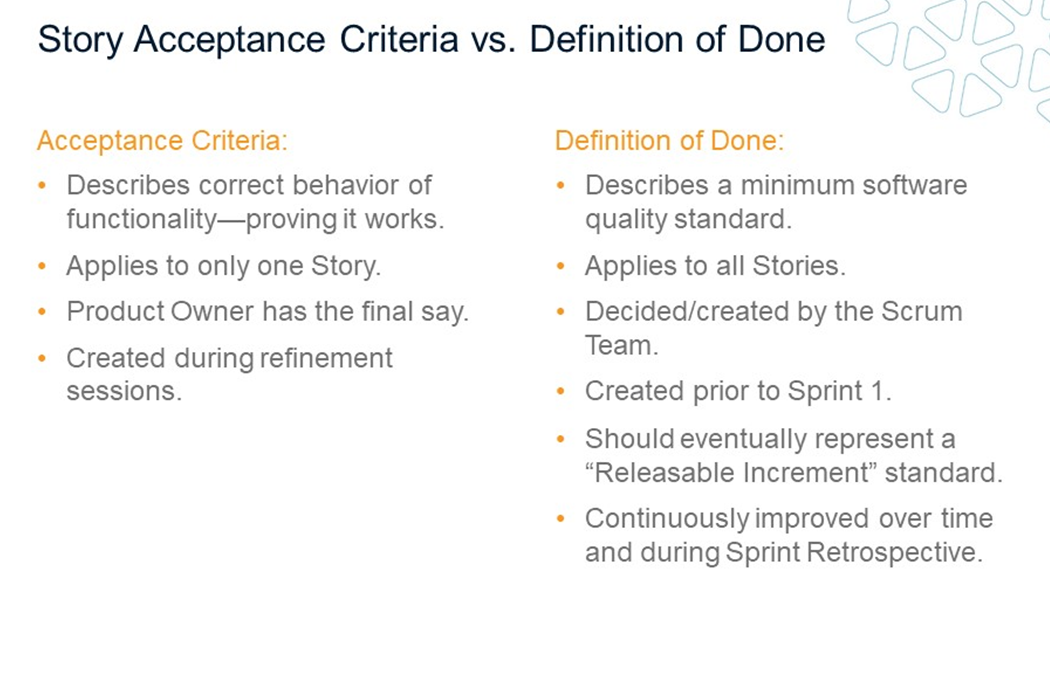 Story Acceptance Criteria vs. Definition of Done
Acceptance Criteria:
• Describes correct behavior of
functionality—proving it works.
• Applies to only one Story.
• Product Owner has the final say.
• Created during refinement
sessions.
Definition of Done:
• Describes a minimum software
quality standard.
• Applies to all Stories.
• Decided/created by the Scrum
Team.
• Created prior to Sprint 1.
• Should eventually represent a
“Releasable Increment” standard.
• Continuously improved over time
and during Sprint Retrospective.